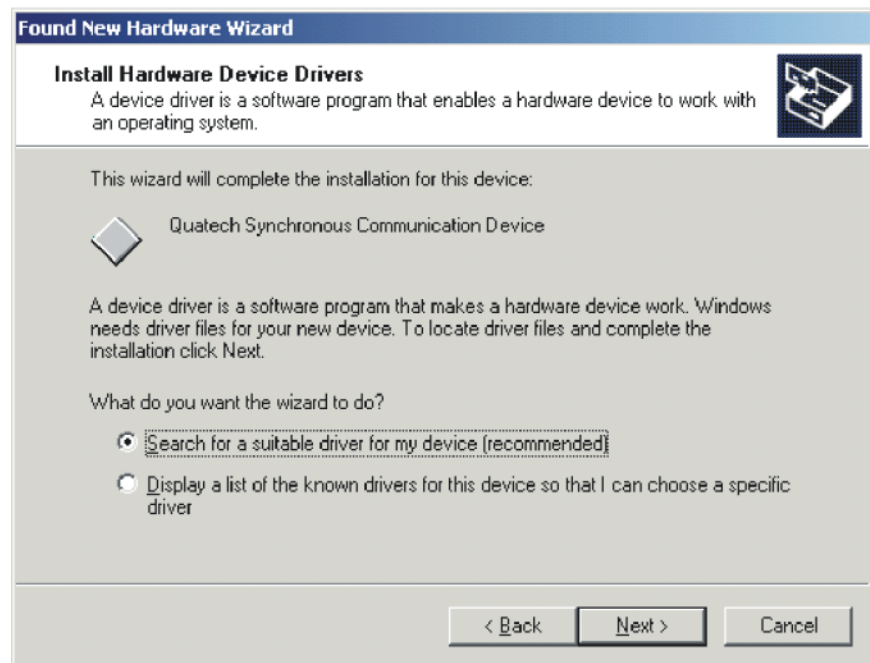 Found New Hardware Wizard
Install Hardware Device Drivers
A device driver is a software program that enables a hardware device to work with
an operating system.
This wizard will complete the installation for this device:
Quatech Synchronous Communication Device
A device driver is a software program that makes a hardware device work. Windows
needs driver files for your new device. To locate driver files and complete the
installation click Next.
What do you want the wizard to do?
Search for a suitable driver for my device (recommended)
Display a list of the known drivers for this device so that I can choose a specific
driver
< Back
Next >
Cancel